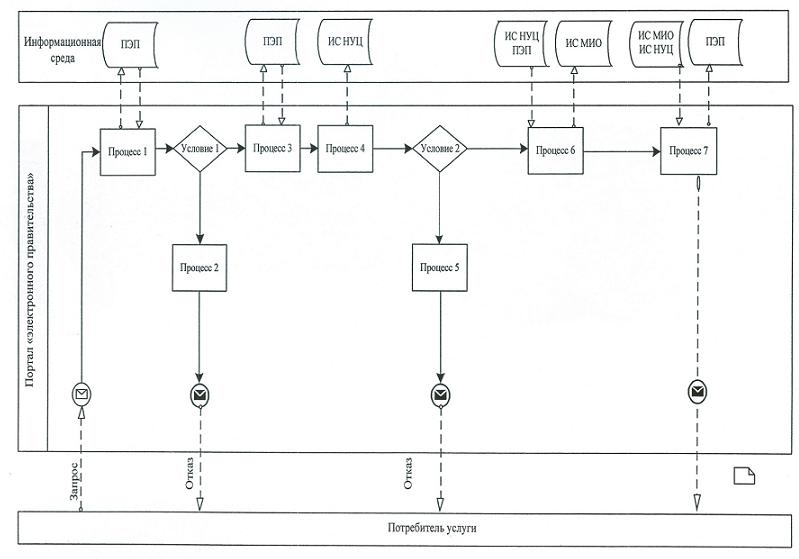 Информационная
среда
ПЭП
ПЭП
ИС НУЦ
ИС НУЦ
ПЭП
ИС МИО
ИС МИО
ИС НУЦ
ПЭП
Портал «электронного правительства»
Процесс 1
Условие 1
Процесс 3
Процесс 4
Условие 2
Процесс 6
Процесс 7
Процесс 2
Процесс 5
Запрос
Отказ
Отказ
Потребитель услуги